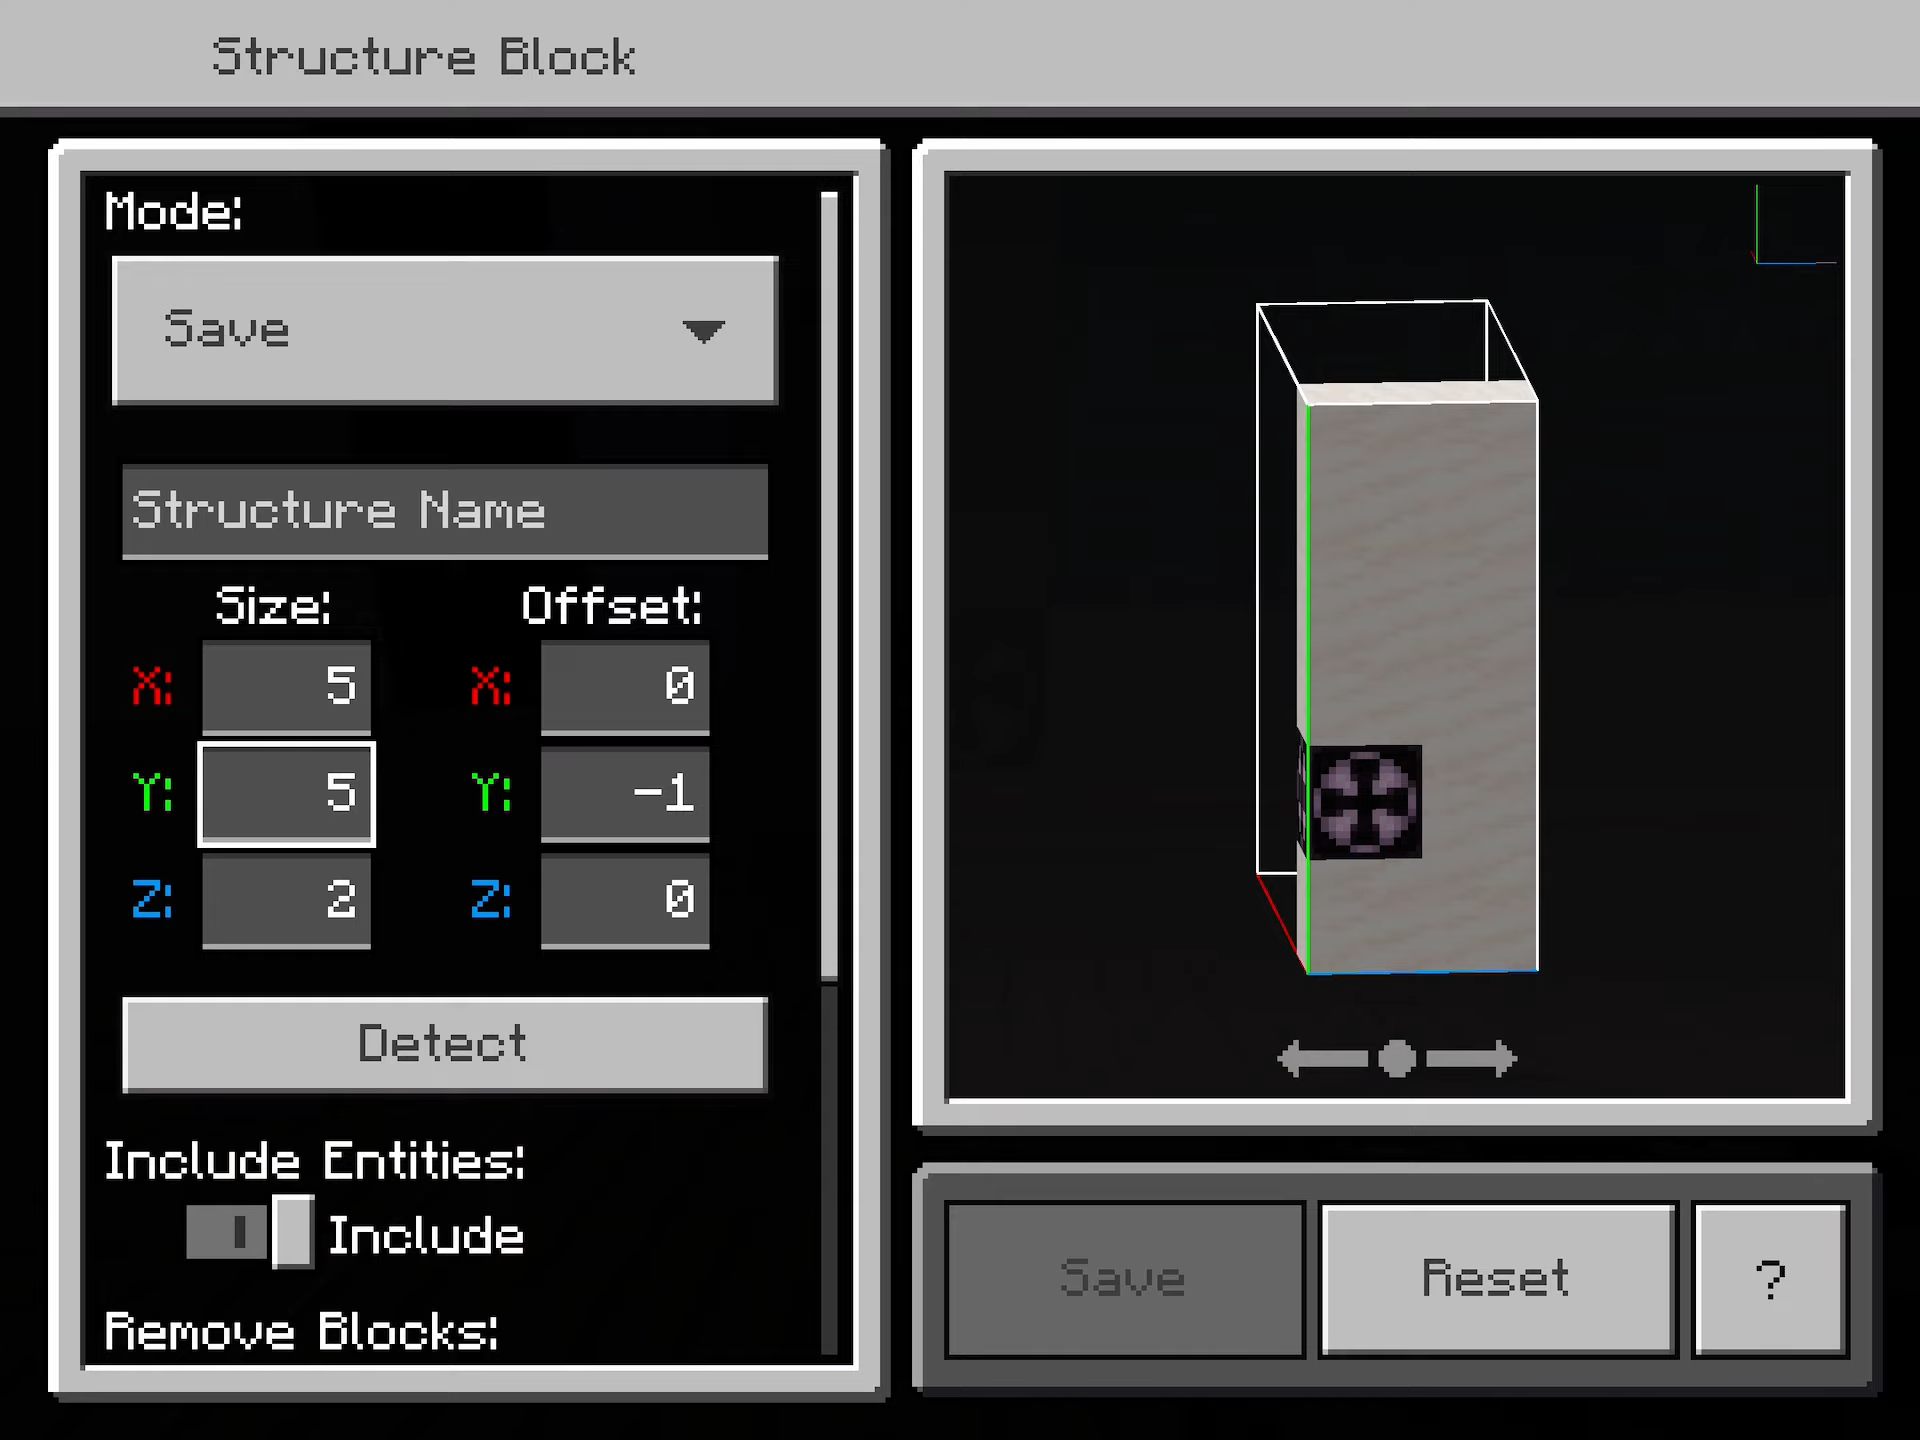 Structure Block
Mode:
Save
Structure Name
Size: Offset:
X: 5 X: 0
Y: 5 Y: -1
Z: 2 Z: 0
Detect
Include Entities:
Include
Remove Blocks:
Save Reset ?